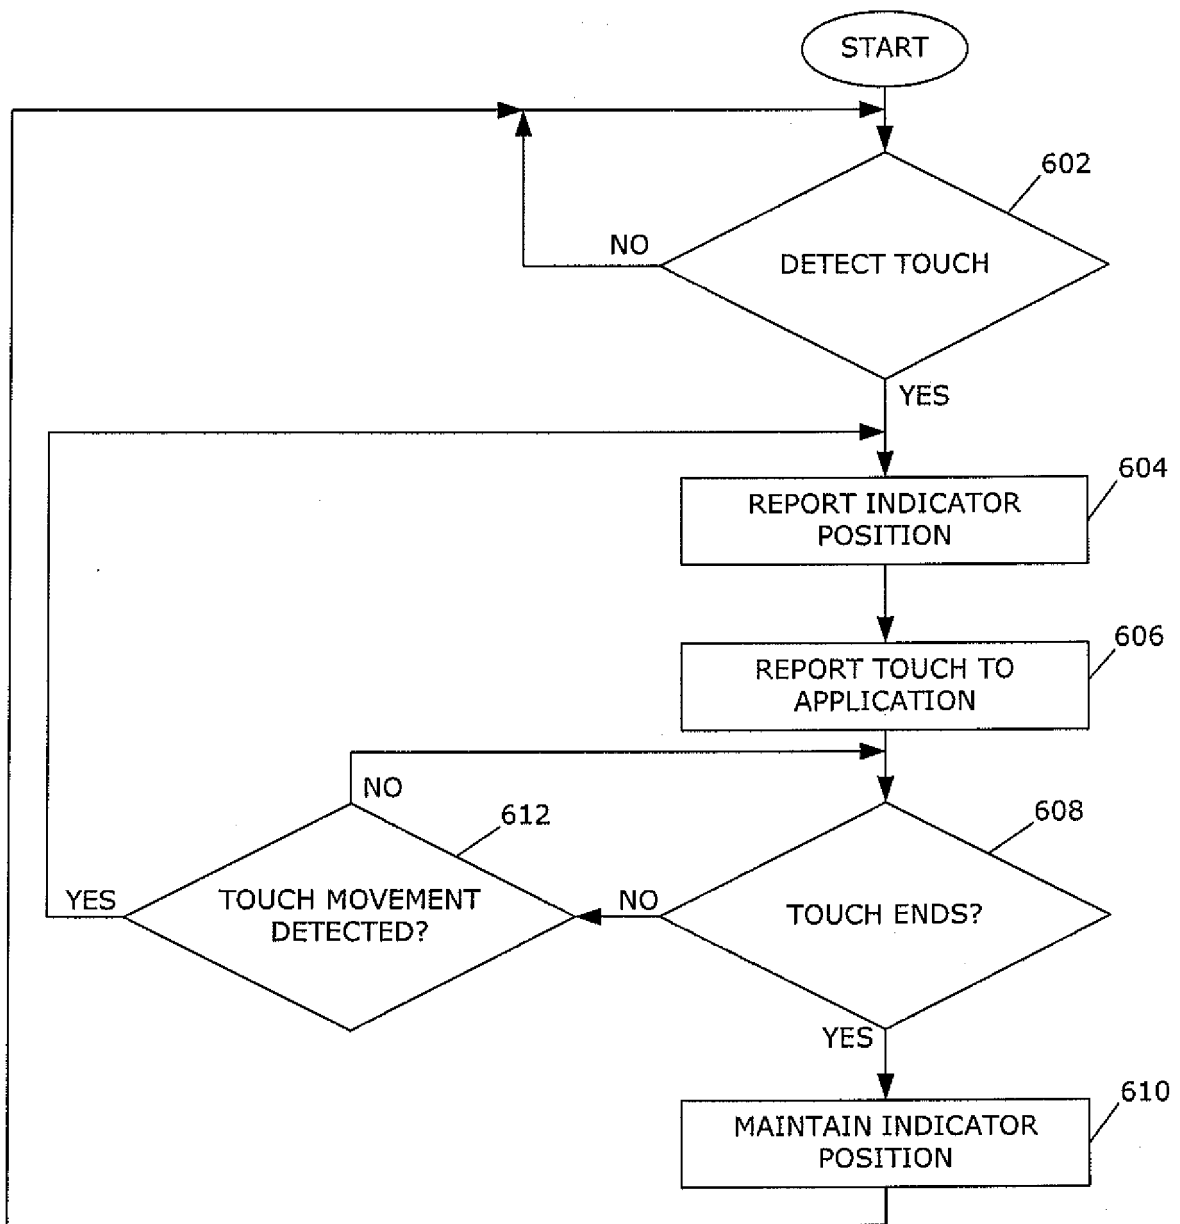 START
602
NO
DETECT TOUCH
YES
604
REPORT INDICATOR
POSITION
606
REPORT TOUCH TO
APPLICATION
NO
612
608
YES
TOUCH MOVEMENT
DETECTED?
NO
TOUCH ENDS?
YES
610
MAINTAIN INDICATOR
POSITION